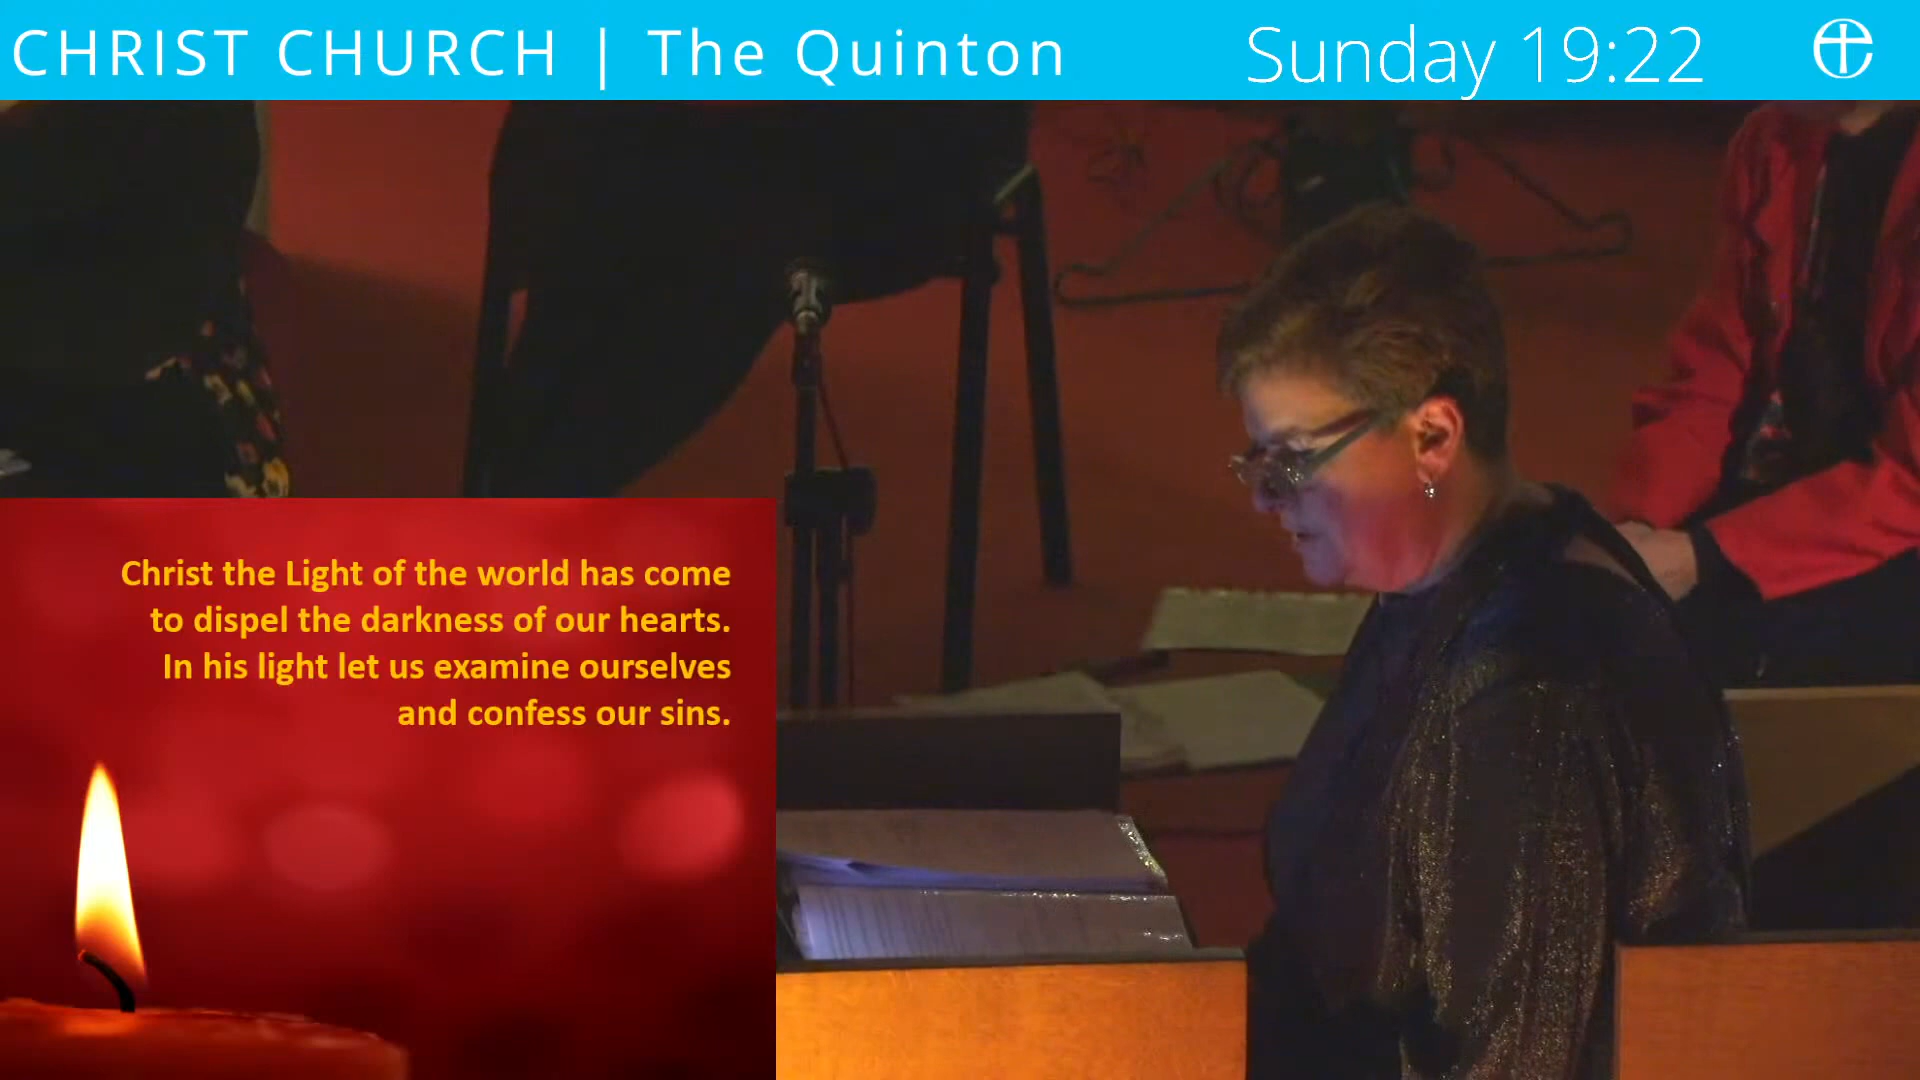 CHRIST CHURCH | The Quinton
Sunday 19:22
Christ the Light of the world has come
to dispel the darkness of our hearts.
In his light let us examine ourselves
and confess our sins.